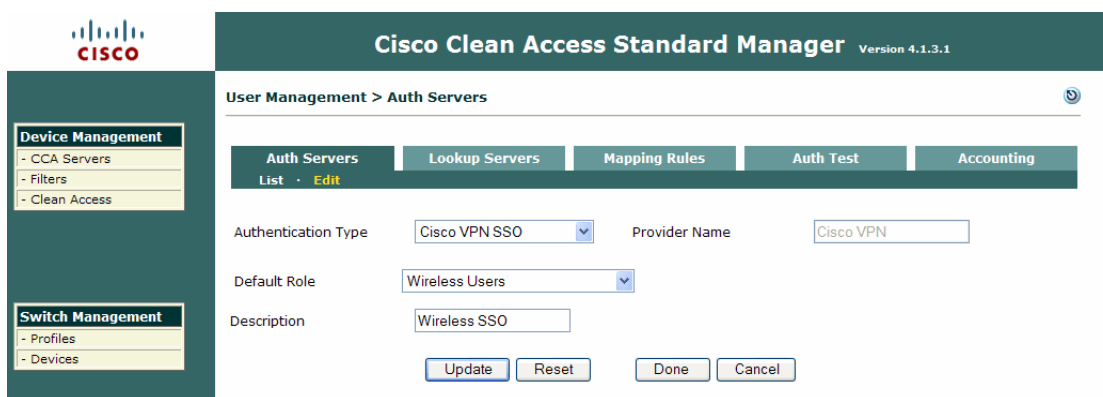 CISCO
Cisco Clean Access Standard Manager Version 4.1.3.1
User Management > Auth Servers
Device Management
- CCA Servers
- Filters
- Clean Access
Switch Management
- Profiles
- Devices
Auth Servers Lookup Servers Mapping Rules Auth Test Accounting
List · Edit
Authentication Type Cisco VPN SSO Provider Name Cisco VPN
Default Role Wireless Users
Description Wireless SSO
Update Reset Done Cancel